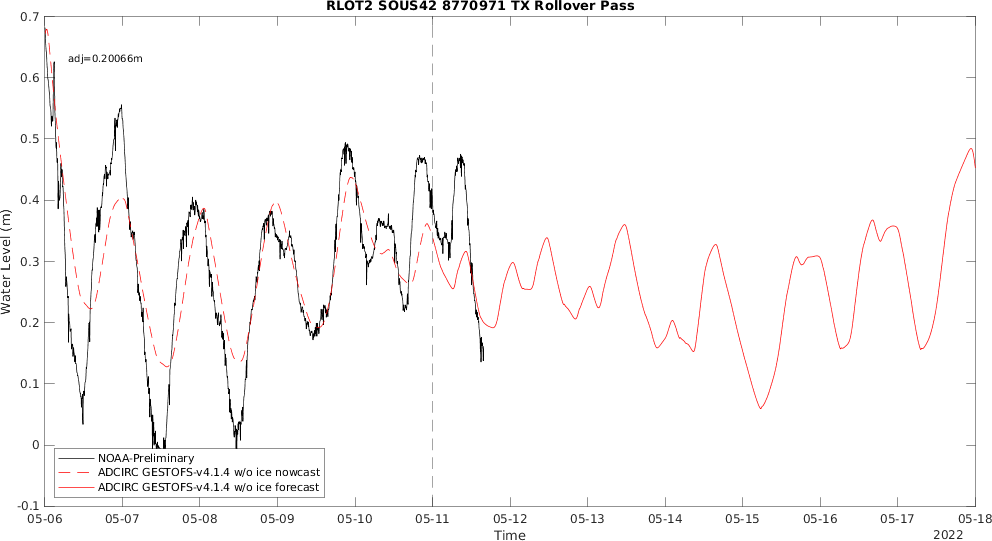 RLOT2 SOUS42 8770971 TX Rollover Pass
adj=0.20066m
0.7
0.6
0.5
0.4
0.3
0.2
0.1
0
-0.1
Water Level (m)
NOAA-Preliminary
ADCIRC GESTOFS-v4.1.4 w/o ice nowcast
ADCIRC GESTOFS-v4.1.4 w/o ice forecast
05-06 05-07 05-08 05-09 05-10 05-11 05-12 05-13 05-14 05-15 05-16 05-17 05-18
Time
2022